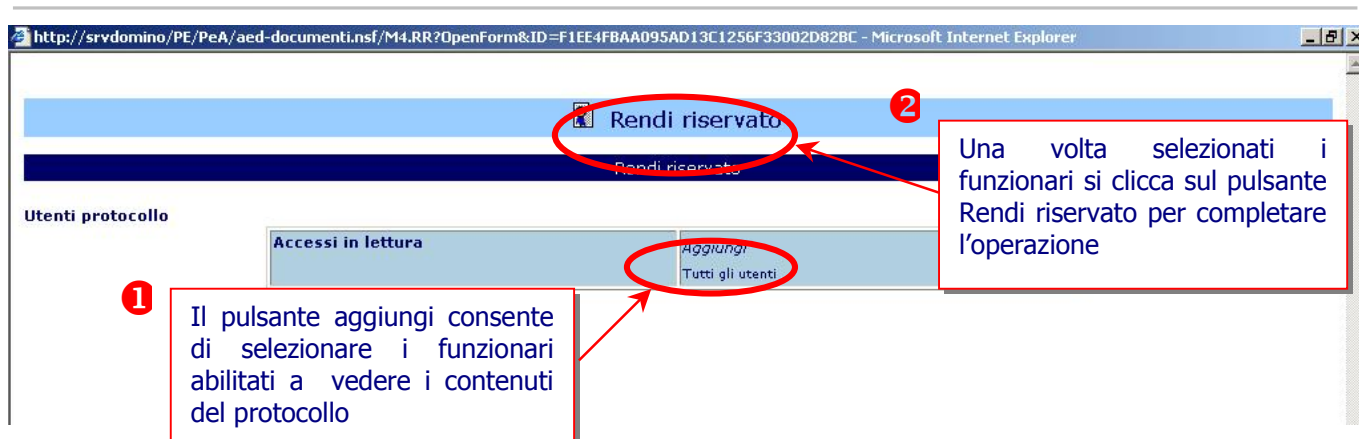 http://srvdomino/PE/PeA/aed-documenti.nsf/M4.RR?OpenForm&ID=F1EE4FBAA095AD13C1256F33002D82BC - Microsoft Internet Explorer
Rendi riservato
2
Rendi riservato
Una volta selezionati i
funzionari si clicca sul pulsante
Rendi riservato per completare
l’operazione
Utenti protocollo
Accessi in lettura
Aggiungi
Tutti gli utenti
1
Il pulsante aggiungi consente
di selezionare i funzionari
abilitati a vedere i contenuti
del protocollo